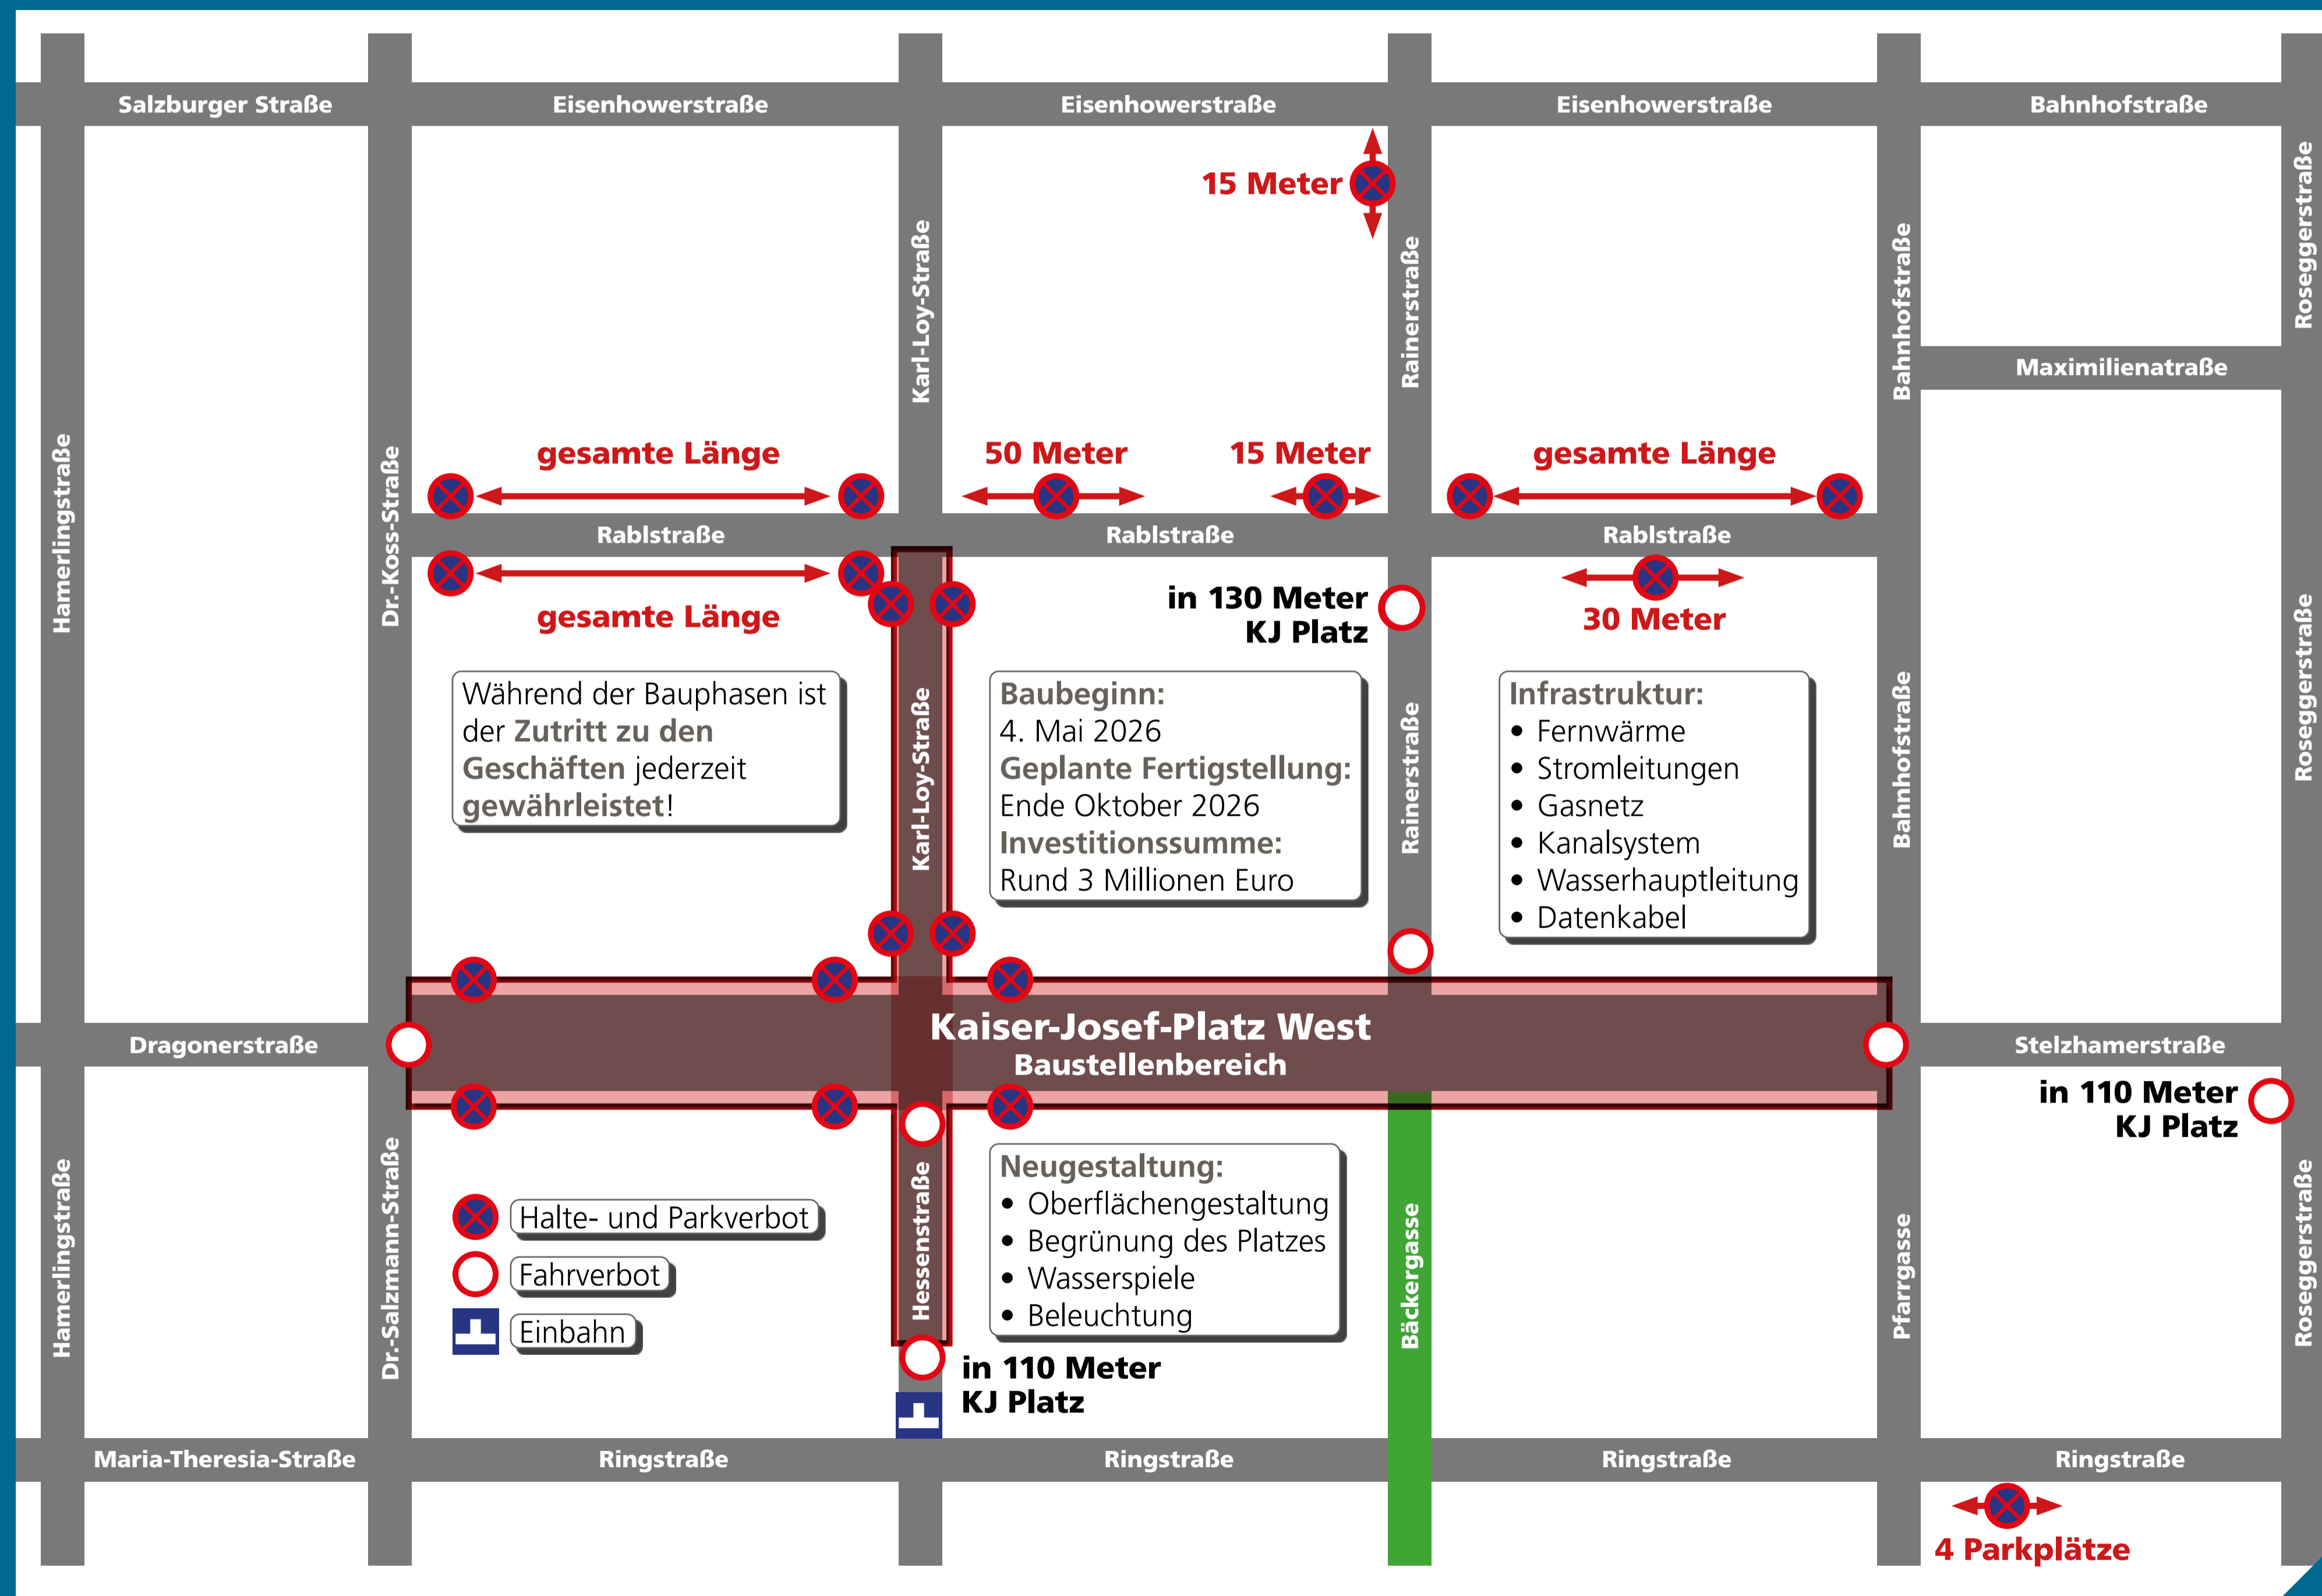 Salzburger Straße
Eisenhowerstraße
Eisenhowerstraße
Eisenhowerstraße
Bahnhofstraße
15 Meter
Hamerlingstraße
Dr.-Koss-Straße
Karl-Loy-Straße
Rainerstraße
Bahnhofstraße
Roseggerstraße
Maximilienatraße
gesamte Länge
50 Meter
15 Meter
gesamte Länge
Rablstraße
Rablstraße
Rablstraße
gesamte Länge
in 130 Meter
KJ Platz
30 Meter
Während der Bauphasen ist
der Zutritt zu den
Geschäften jederzeit
gewährleistet!
Karl-Loy-Straße
Baubeginn:
4. Mai 2026
Geplante Fertigstellung:
Ende Oktober 2026
Investitionssumme:
Rund 3 Millionen Euro
Rainerstraße
Infrastruktur:
• Fernwärme
• Stromleitungen
• Gasnetz
• Kanalsystem
• Wasserhauptleitung
• Datenkabel
Bahnhofstraße
Roseggerstraße
Dragonerstraße
Kaiser-Josef-Platz West
Baustellenbereich
Stelzhamerstraße
in 110 Meter
KJ Platz
Hamerlingstraße
Dr.-Salzmann-Straße
Halte- und Parkverbot
Fahrverbot
Einbahn
Hessenstraße
Neugestaltung:
• Oberflächengestaltung
• Begrünung des Platzes
• Wasserspiele
• Beleuchtung
Bäckergasse
Pfarrgasse
Roseggerstraße
in 110 Meter
KJ Platz
Maria-Theresia-Straße
Ringstraße
Ringstraße
Ringstraße
Ringstraße
4 Parkplätze